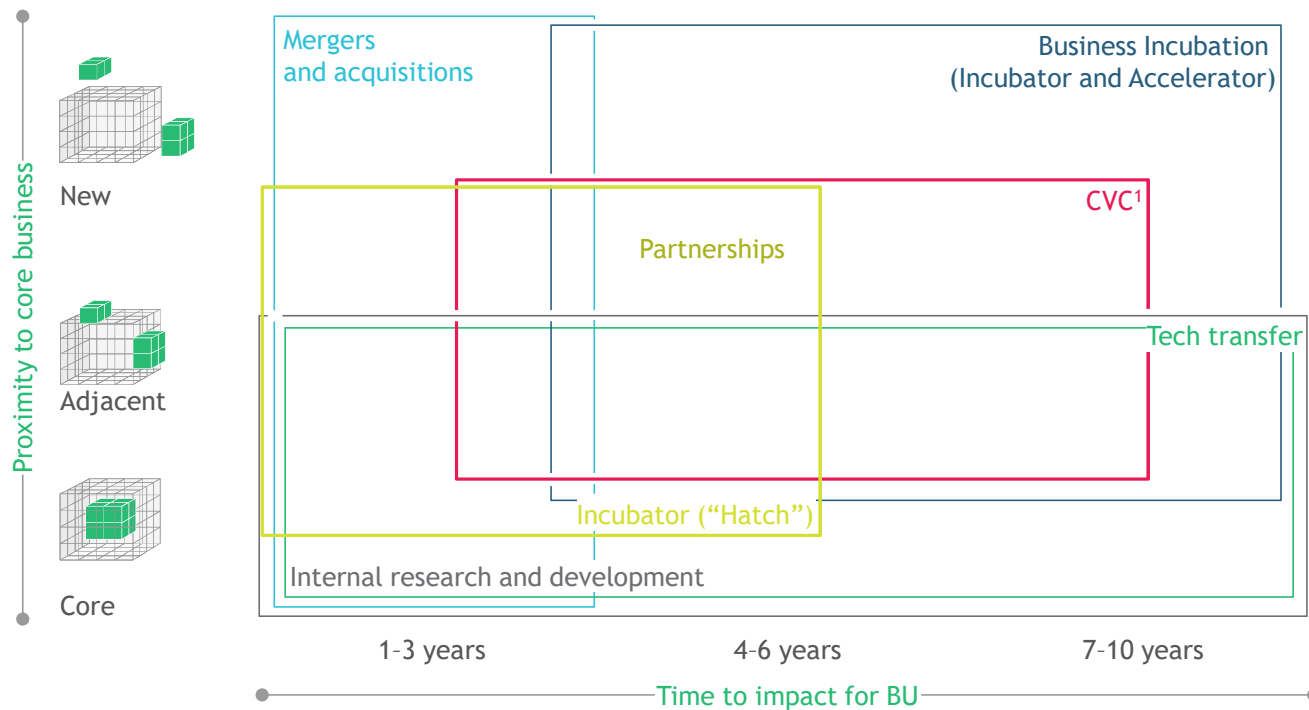 Proximity to core business
New
Adjacent
Core
Mergers
and acquisitions
Business Incubation
(Incubator and Accelerator)
CVC¹
Partnerships
Tech transfer
Incubator (“Hatch”)
Internal research and development
1–3 years
4–6 years
7–10 years
Time to impact for BU